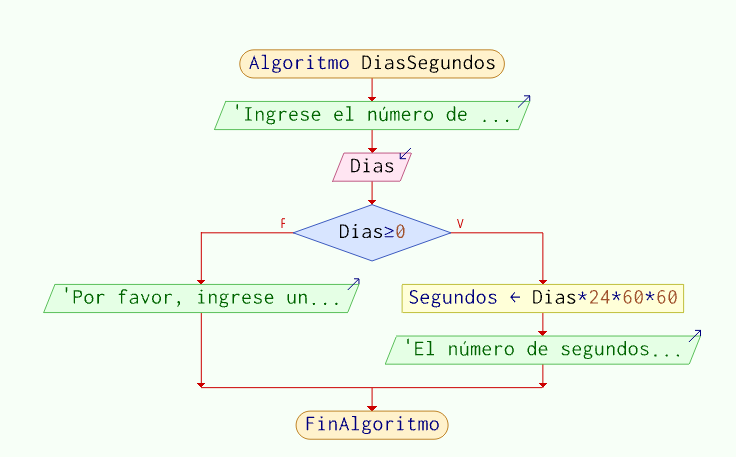 Algoritmo DiasSegundos
'Ingrese el número de ...
Dias
Dias≥0
F
V
'Por favor, ingrese un...
Segundos ← Dias*24*60*60
'El número de segundos...
FinAlgoritmo